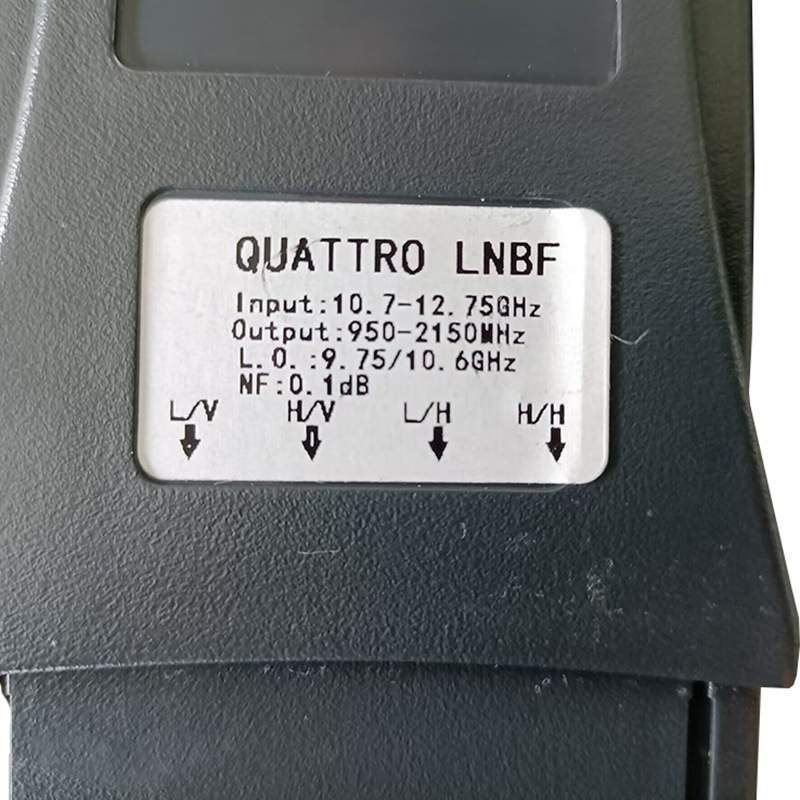 QUATTRO LNBF
Input:10.7-12.75GHz
Output:950-2150MHz
L.O.:9.75/10.6GHz
NF:0.1dB
L/V H/V L/H H/H